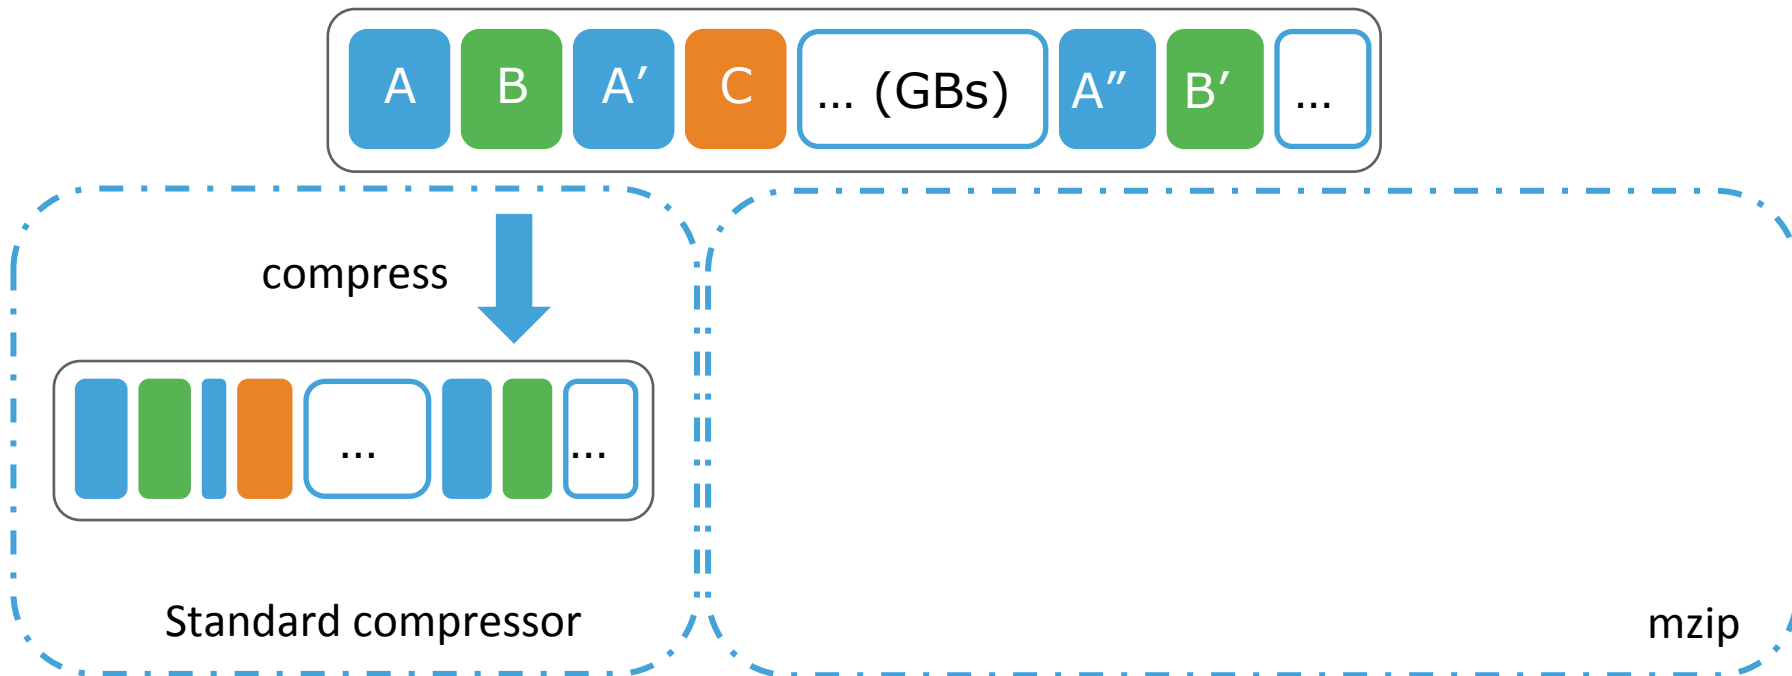 A B A′ C ... (GBs) A″ B′ ...
compress
... ...
Standard compressor
mzip